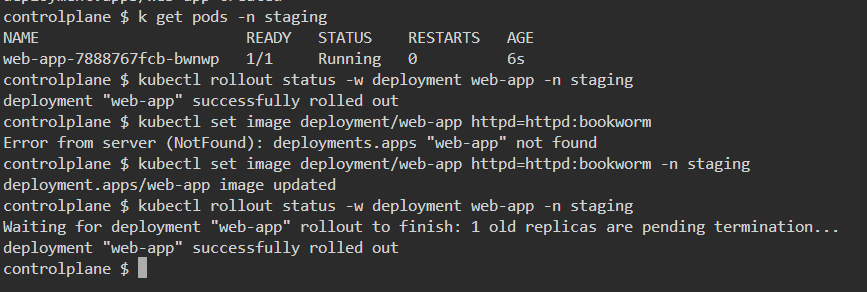 controlplane $ k get pods -n staging
NAME                       READY   STATUS    RESTARTS   AGE
web-app-7888767fcb-bwnwp   1/1     Running   0          6s
controlplane $ kubectl rollout status -w deployment web-app -n staging
deployment "web-app" successfully rolled out
controlplane $ kubectl set image deployment/web-app httpd=httpd:bookworm
Error from server (NotFound): deployments.apps "web-app" not found
controlplane $ kubectl set image deployment/web-app httpd=httpd:bookworm -n staging
deployment.apps/web-app image updated
controlplane $ kubectl rollout status -w deployment web-app -n staging
Waiting for deployment "web-app" rollout to finish: 1 old replicas are pending termination...
deployment "web-app" successfully rolled out
controlplane $